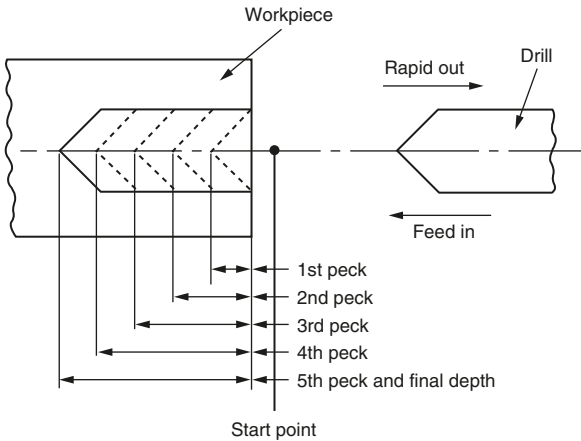 Workpiece
Rapid out
Drill
Feed in
1st peck
2nd peck
3rd peck
4th peck
5th peck and final depth
Start point